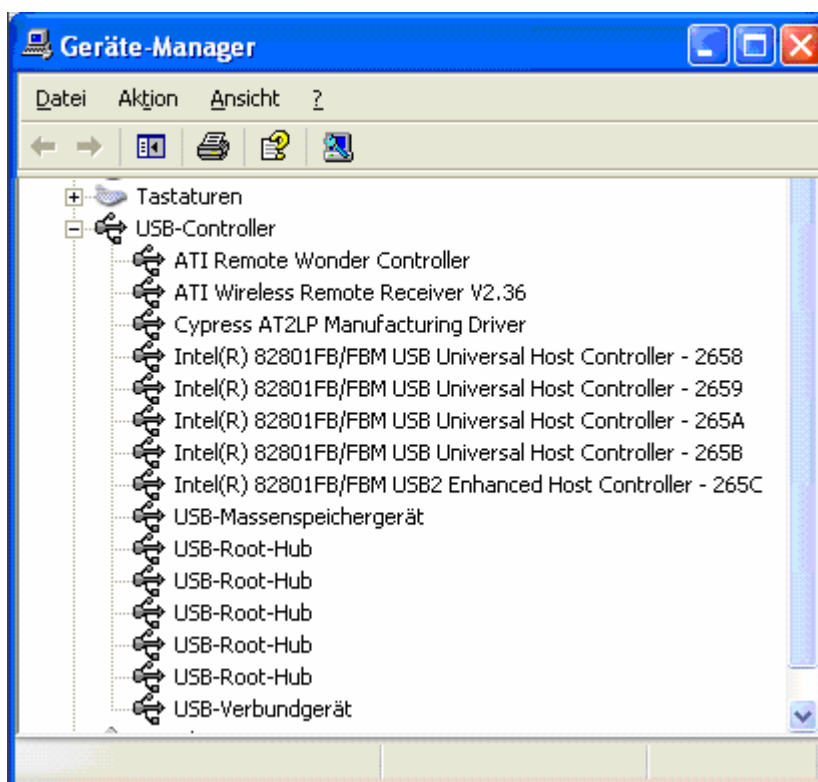 Geräte-Manager
Datei Aktion Ansicht ?
Tastaturen
USB-Controller
ATI Remote Wonder Controller
ATI Wireless Remote Receiver V2.36
Cypress AT2LP Manufacturing Driver
Intel(R) 82801FB/FBM USB Universal Host Controller - 2658
Intel(R) 82801FB/FBM USB Universal Host Controller - 2659
Intel(R) 82801FB/FBM USB Universal Host Controller - 265A
Intel(R) 82801FB/FBM USB Universal Host Controller - 265B
Intel(R) 82801FB/FBM USB2 Enhanced Host Controller - 265C
USB-Massenspeichergerät
USB-Root-Hub
USB-Root-Hub
USB-Root-Hub
USB-Root-Hub
USB-Root-Hub
USB-Verbundgerät